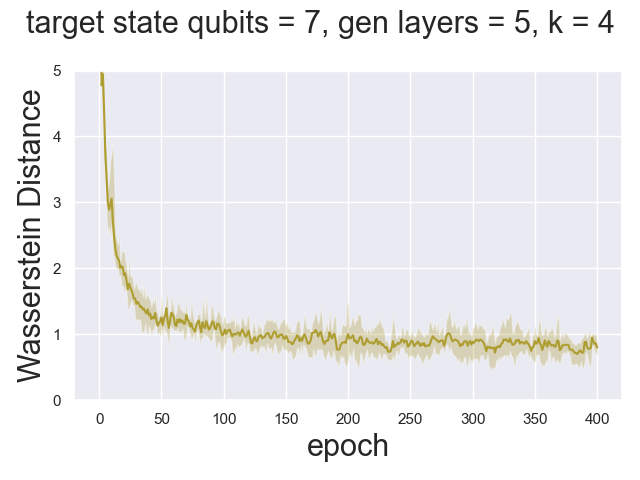 target state qubits = 7, gen layers = 5, k = 4
Wasserstein Distance
5
4
3
2
1
0
0 50 100 150 200 250 300 350 400
epoch